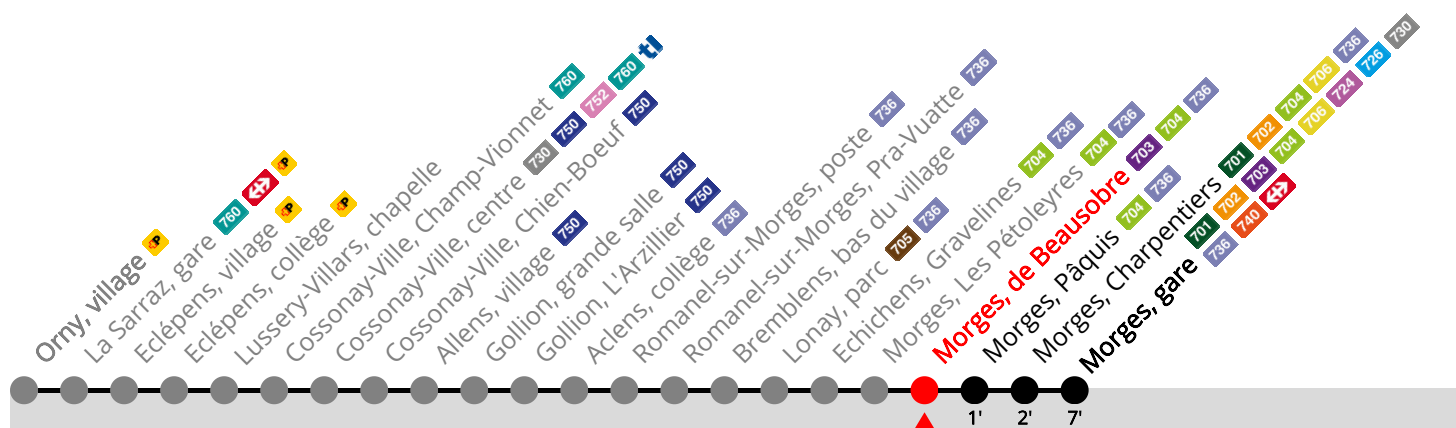 Orny, village P
La Sarraz, gare 760 P
Eclépens, village P
Eclépens, collège P
Lussery-Villars, chapelle
Cossonay-Ville, Champ-Vionnet 760
Cossonay-Ville, centre 730 750 752 760 tl
Cossonay-Ville, Chien-Boeuf 750
Allens, village 750
Gollion, grande salle 750
Gollion, L'Arzillier 750
Aclens, collège 736
Romanel-sur-Morges, poste 736
Romanel-sur-Morges, Pra-Vuatte 736
Bremblens, bas du village 736
Lonay, parc 705 736
Echichens, Gravelines 704 736
Morges, Les Pétoleyres 704 736
Morges, de Beausobre 703 704 736
Morges, Pâquis 704 736
Morges, Charpentiers 701 702 704 706 736
Morges, gare 701 702 703 704 706 724 726 730
736 740
1' 2' 7'